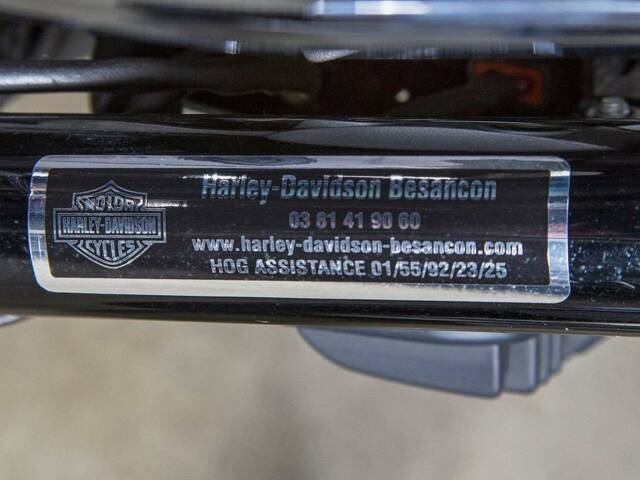 Harley-Davidson Besancon
03 81 41 90 60
www.harley-davidson-besancon.com
HOG ASSISTANCE 01/55/92/23/25
MOTOR
HARLEY-DAVIDSON
CYCLES